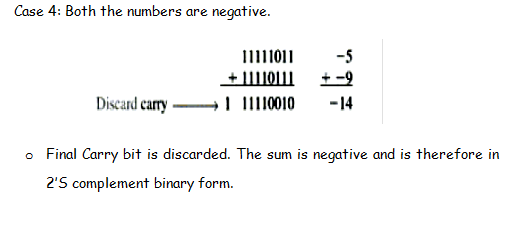 Case 4: Both the numbers are negative.
11111011 -5
+ 11110111 + -9
Discard carry 1 11110010 -14
o Final Carry bit is discarded. The sum is negative and is therefore in
2'S complement binary form.